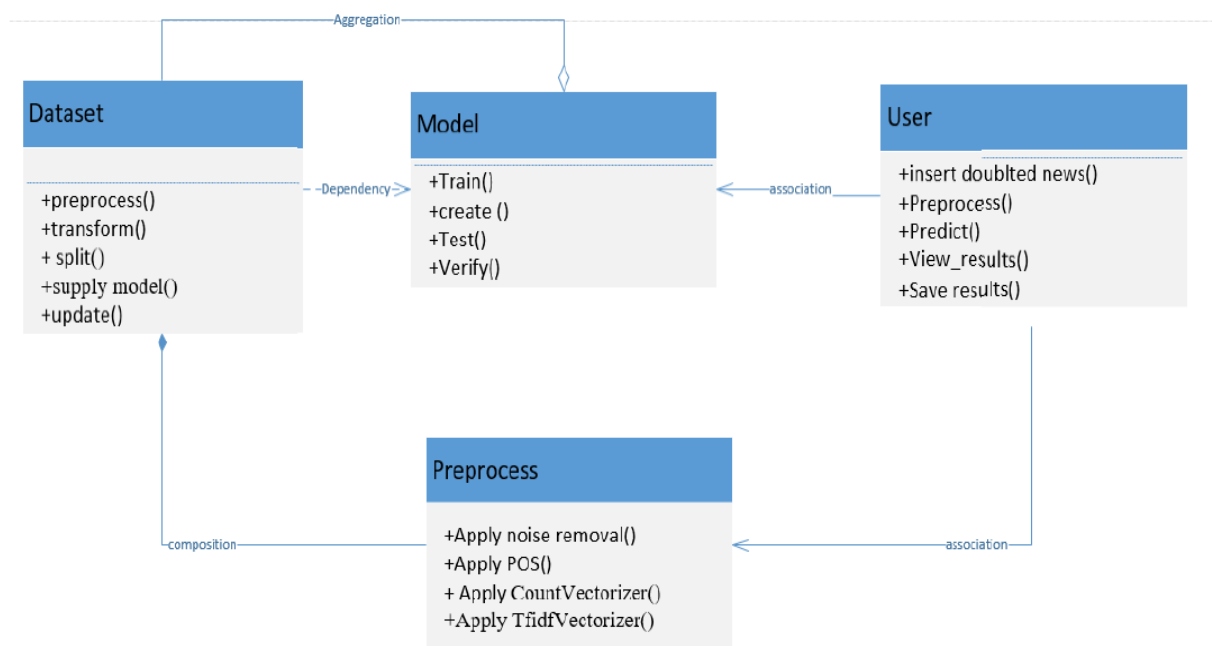 Aggregation
Dataset
+preprocess()
+transform()
+ split()
+supply model()
+update()
Dependency
Model
+Train()
+create ()
+Test()
+Verify()
association
User
+insert doublted news()
+Preprocess()
+Predict()
+View_results()
+Save results()
composition
Preprocess
+Apply noise removal()
+Apply POS()
+ Apply CountVectorizer()
+Apply TfidfVectorizer()
association